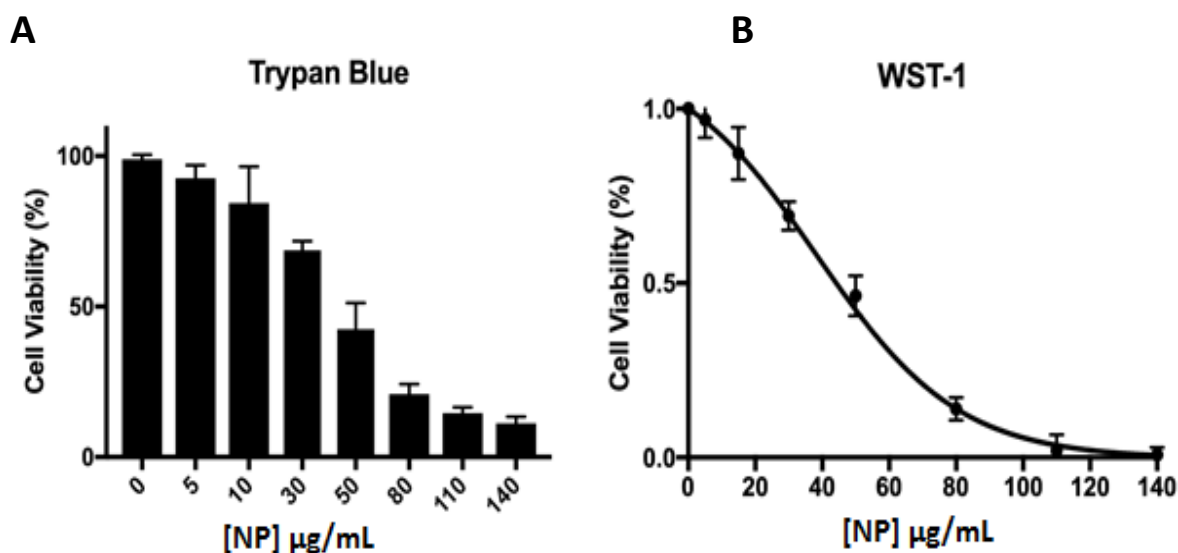 A
Trypan Blue
Cell Viability (%)
100
50
0
0 5 10 30 50 80 110 140
[NP] µg/mL
B
WST-1
Cell Viability (%)
1.0
0.5
0.0
0 20 40 60 80 100 120 140
[NP] µg/mL